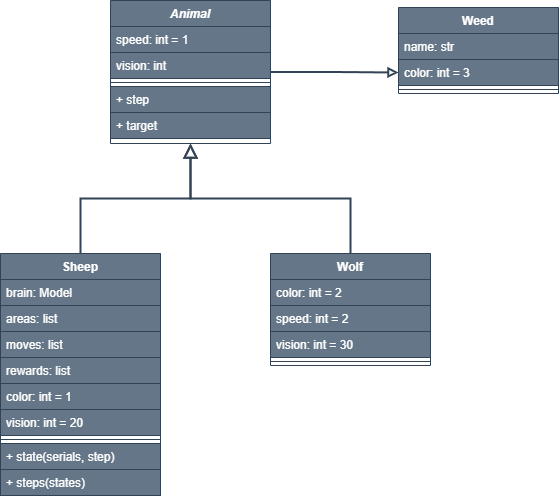 Animal
speed: int = 1
vision: int
+ step
+ target
Weed
name: str
color: int = 3
Sheep
brain: Model
areas: list
moves: list
rewards: list
color: int = 1
vision: int = 20
+ state(serials, step)
+ steps(states)
Wolf
color: int = 2
speed: int = 2
vision: int = 30